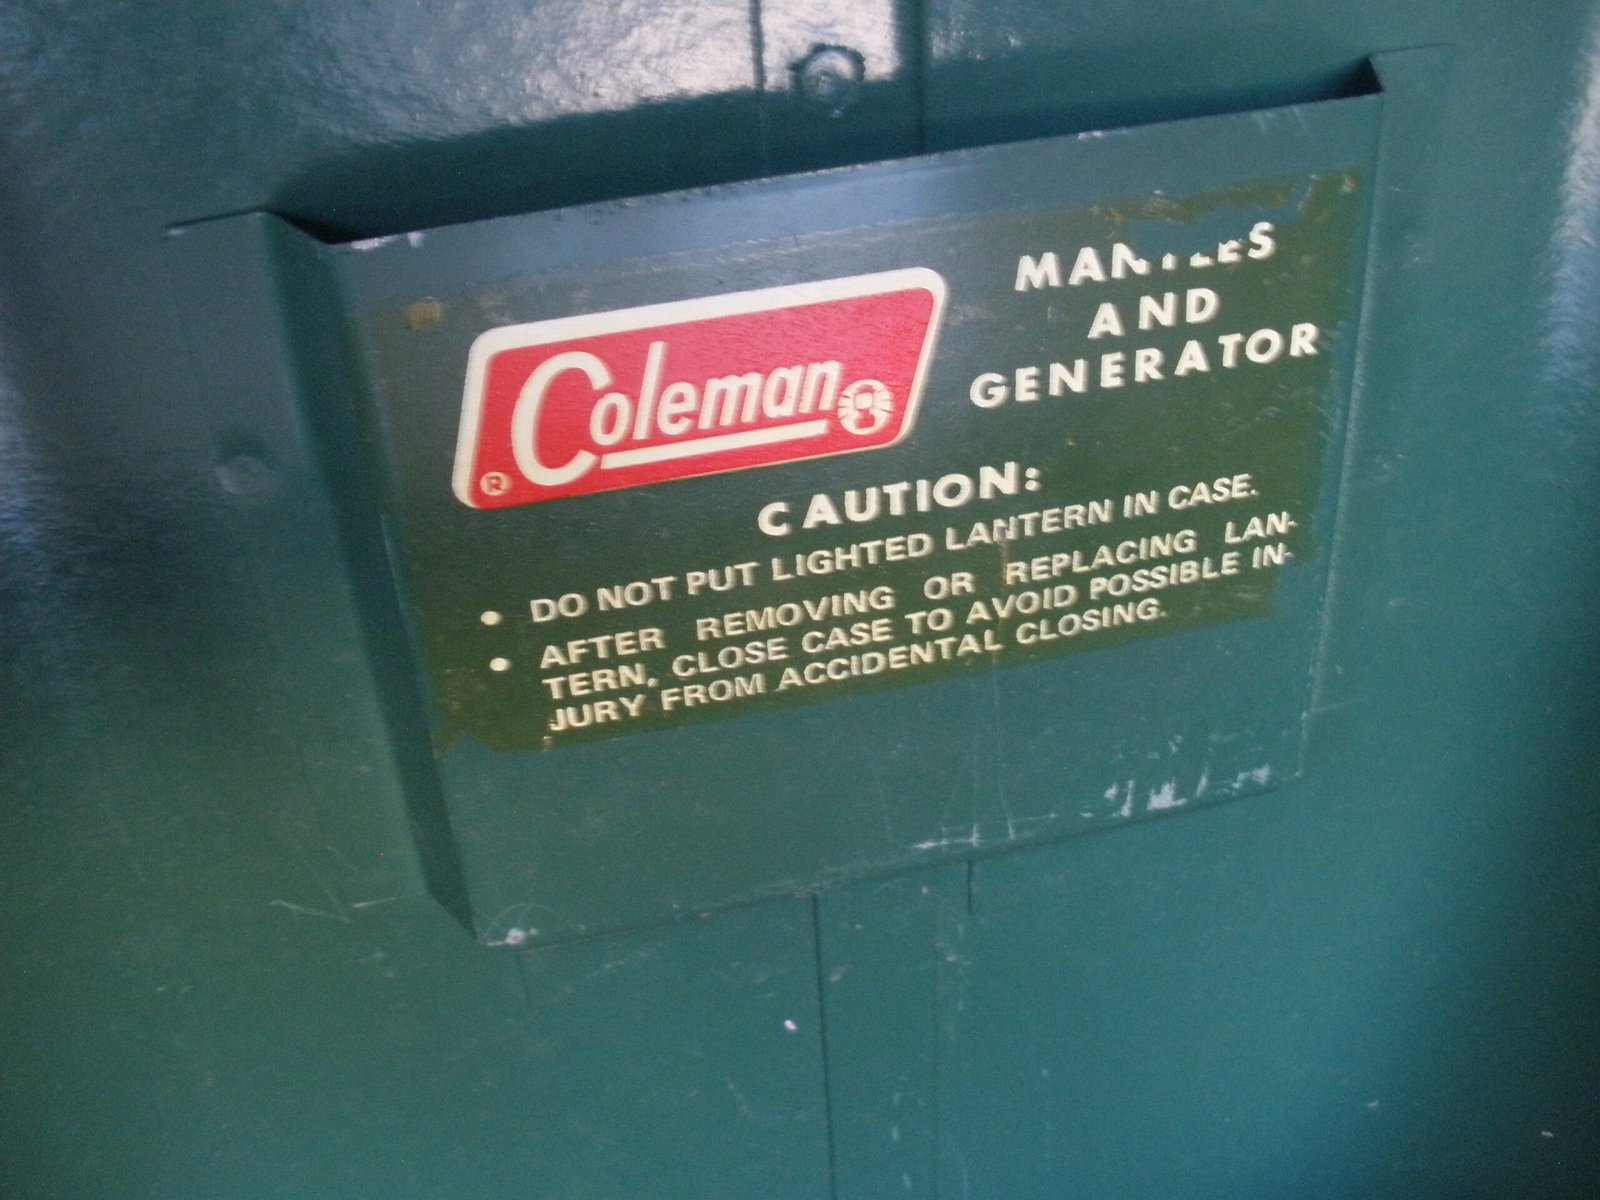 Coleman
®
MANTLES
AND
GENERATOR
CAUTION:
• DO NOT PUT LIGHTED LANTERN IN CASE.
• AFTER REMOVING OR REPLACING LAN-
TERN, CLOSE CASE TO AVOID POSSIBLE IN-
JURY FROM ACCIDENTAL CLOSING.